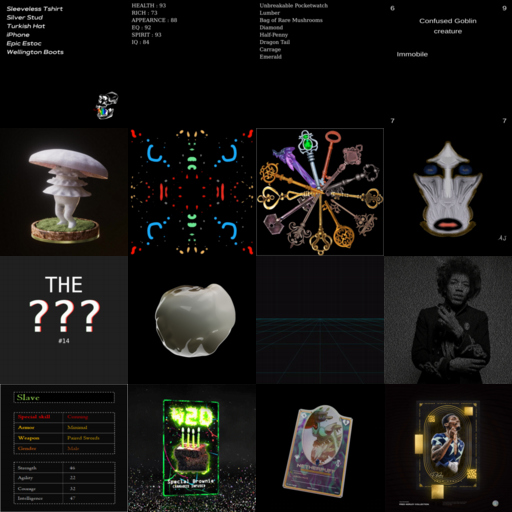 Sleeveless Tshirt
Silver Stud
Turkish Hat
iPhone
Epic Estoc
Wellington Boots
HEALTH : 93
RICH : 73
APPEARNCE : 88
EQ : 92
SPIRIT : 93
IQ : 84
Unbreakable Pocketwatch
Lumber
Bag of Rare Mushrooms
Diamond
Half-Penny
Dragon Tail
Carrage
Emerald
6
9
Confused Goblin
creature
Immobile
7
7
THE
???
#14
Slave
Special skill Cunning
Armor Minimal
Weapon
Gender Male
Strength 46
Agility 22
Courage 32
Intelligence 47
420
Special Brownie